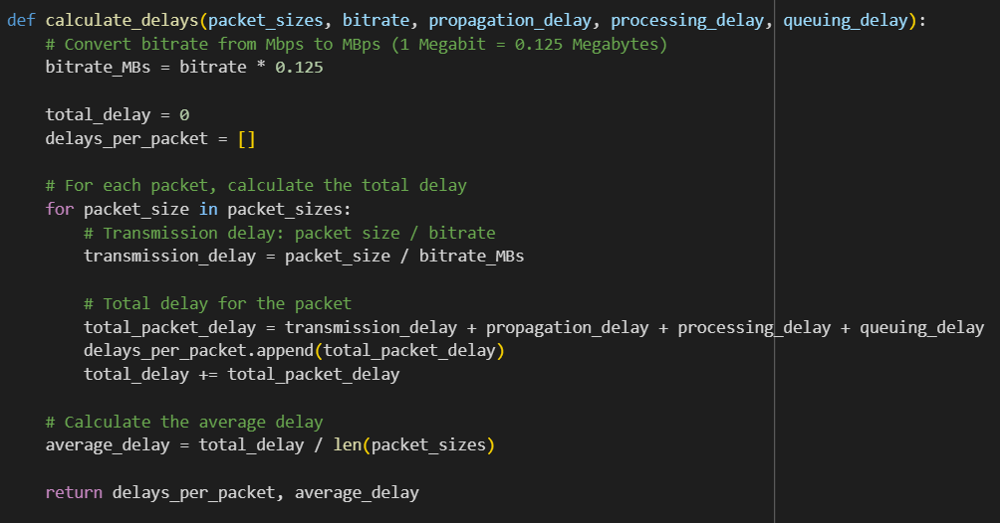 def calculate_delays(packet_sizes, bitrate, propagation_delay, processing_delay, queuing_delay):
    # Convert bitrate from Mbps to MBps (1 Megabit = 0.125 Megabytes)
    bitrate_MBs = bitrate * 0.125

    total_delay = 0
    delays_per_packet = []

    # For each packet, calculate the total delay
    for packet_size in packet_sizes:
        # Transmission delay: packet size / bitrate
        transmission_delay = packet_size / bitrate_MBs

        # Total delay for the packet
        total_packet_delay = transmission_delay + propagation_delay + processing_delay + queuing_delay
        delays_per_packet.append(total_packet_delay)
        total_delay += total_packet_delay

    # Calculate the average delay
    average_delay = total_delay / len(packet_sizes)

    return delays_per_packet, average_delay